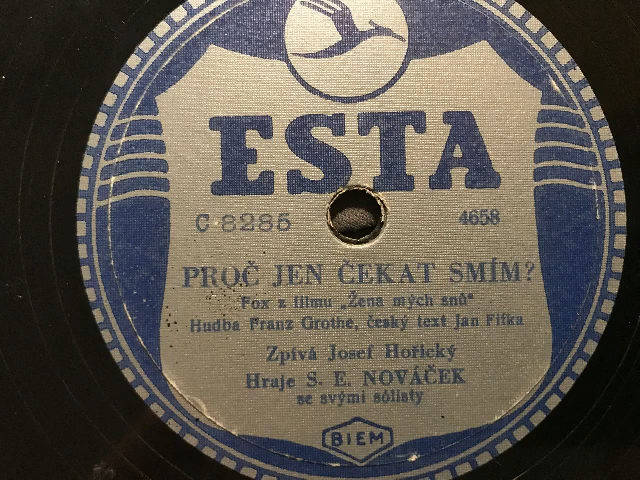 ESTA
C 8285 4658
PROČ JEN ČEKAT SMÍM?
Fox z filmu „Žena mých snů"
Hudba Franz Grothe, český text Jan Fifka
Zpívá Josef Hořický
Hraje S. E. NOVÁČEK
se svými sólisty
BIEM